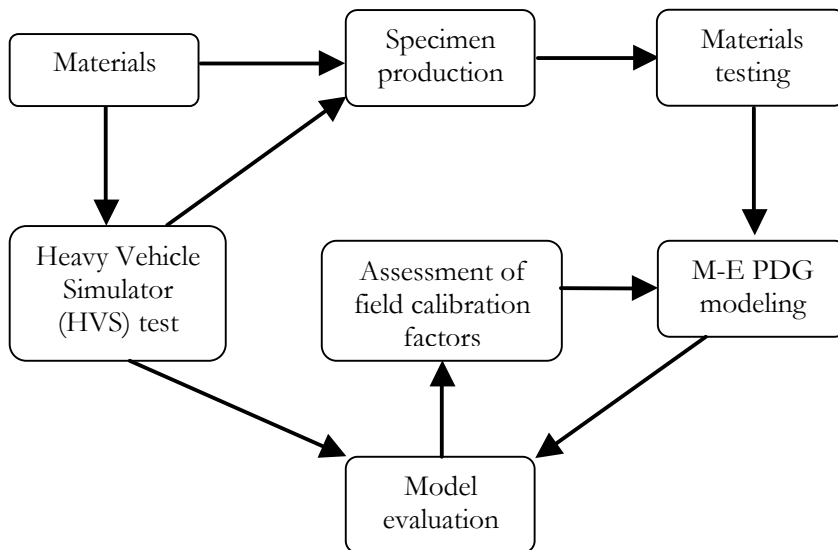 Materials
Specimen
production
Materials
testing
Heavy Vehicle
Simulator
(HVS) test
Assessment of
field calibration
factors
M-E PDG
modeling
Model
evaluation